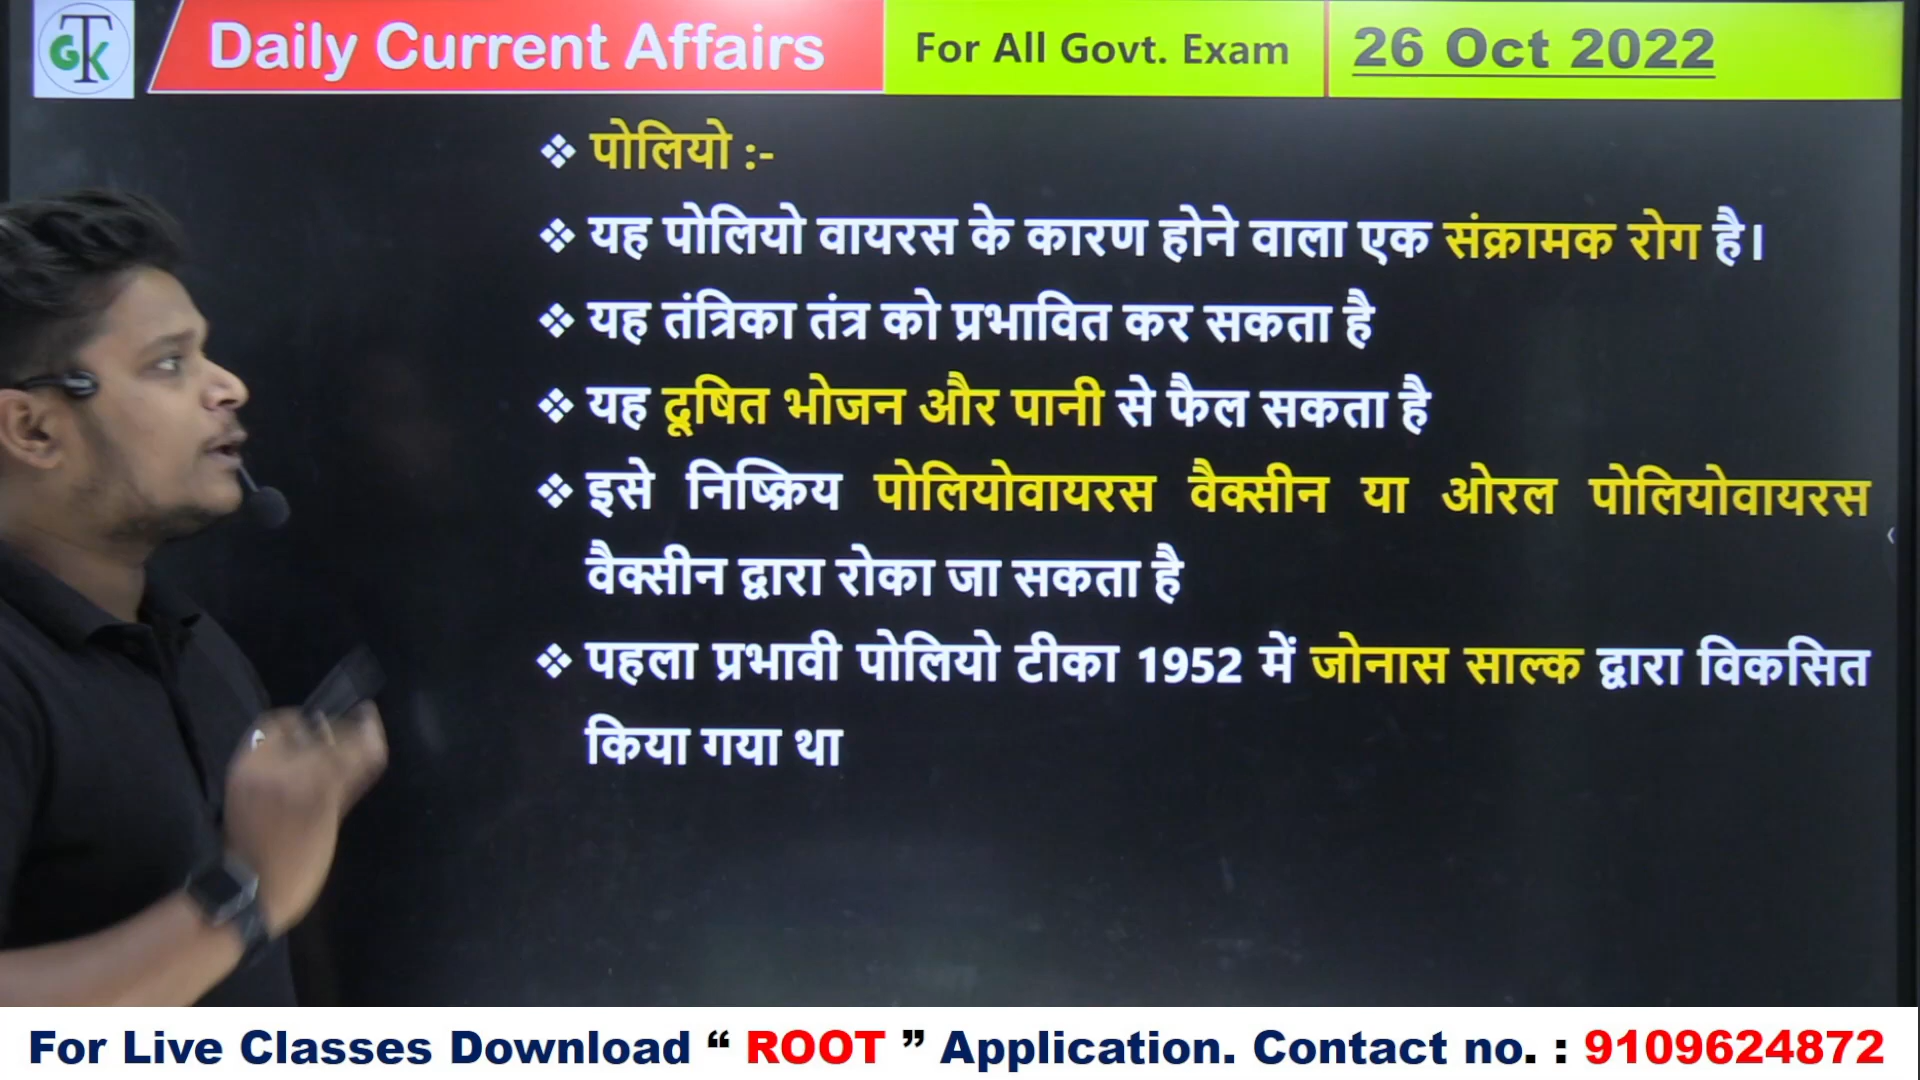 GTK
Daily Current Affairs
For All Govt. Exam
26 Oct 2022
❖ पोलियो :-
❖ यह पोलियो वायरस के कारण होने वाला एक संक्रामक रोग है।
❖ यह तंत्रिका तंत्र को प्रभावित कर सकता है
❖ यह दूषित भोजन और पानी से फैल सकता है
❖ इसे निष्क्रिय पोलियोवायरस वैक्सीन या ओरल पोलियोवायरस
वैक्सीन द्वारा रोका जा सकता है
❖ पहला प्रभावी पोलियो टीका 1952 में जोनास साल्क द्वारा विकसित
किया गया था
For Live Classes Download “ ROOT ” Application. Contact no. : 9109624872